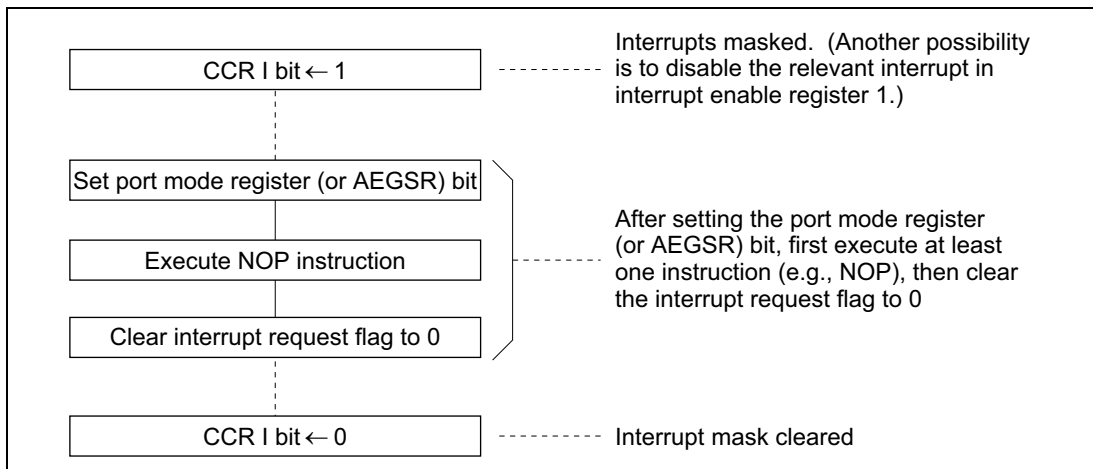 CCR I bit ← 1
Interrupts masked. (Another possibility
is to disable the relevant interrupt in
interrupt enable register 1.)
Set port mode register (or AEGSR) bit
Execute NOP instruction
Clear interrupt request flag to 0
After setting the port mode register
(or AEGSR) bit, first execute at least
one instruction (e.g., NOP), then clear
the interrupt request flag to 0
CCR I bit ← 0
Interrupt mask cleared